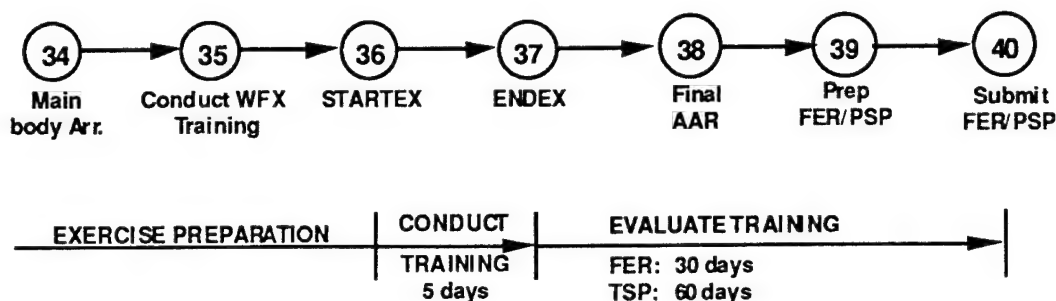 34 35 36 37 38 39 40
Main Conduct WFX STARTEX ENDEX Final Prep Submit
body Arr. Training AAR FER/PSP FER/PSP
EXERCISE PREPARATION CONDUCT EVALUATE TRAINING
TRAINING FER: 30 days
5 days TSP: 60 days